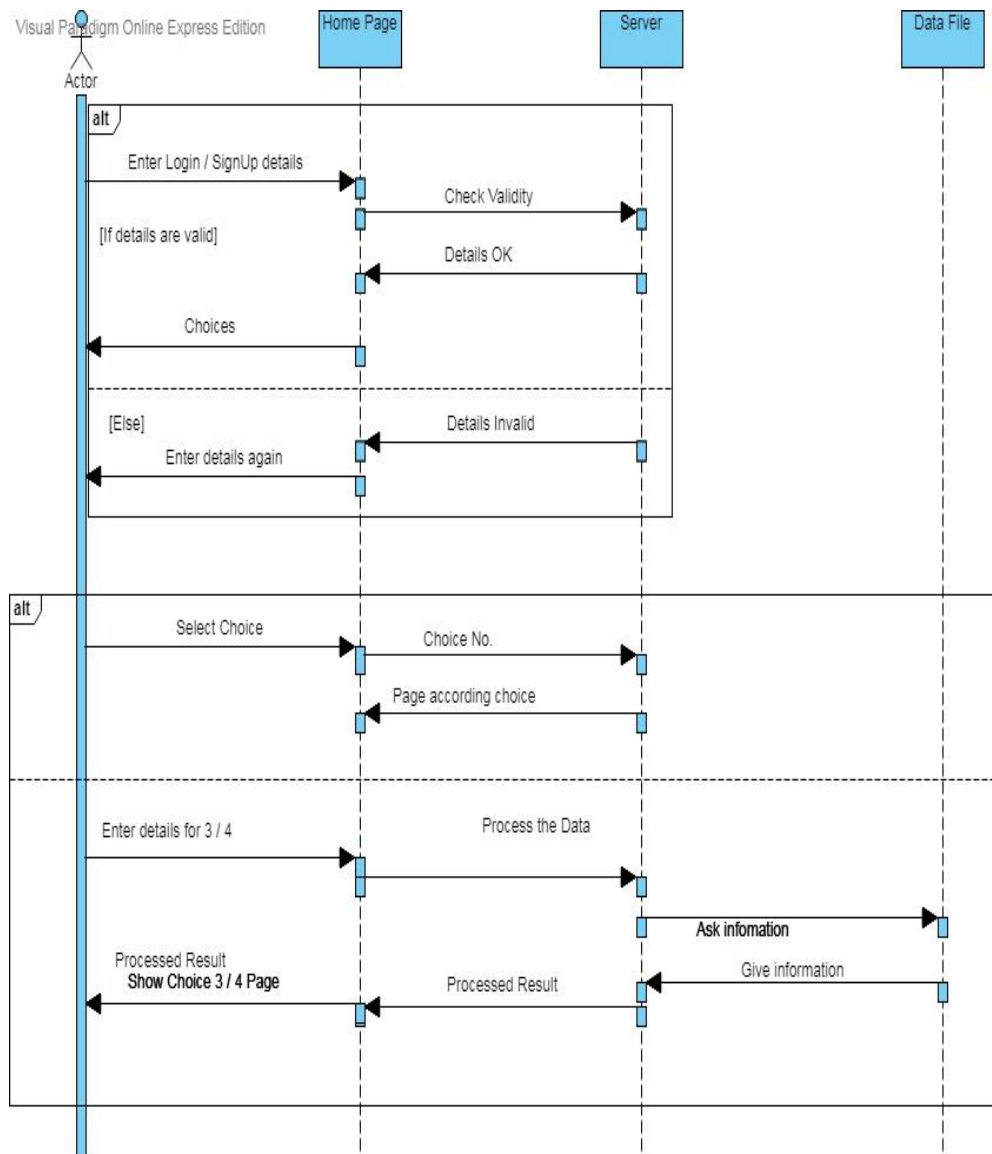 Visual Paradigm Online Express Edition
Home Page
Server
Data File
Actor
alt
Enter Login / SignUp details
Check Validity
[If details are valid]
Details OK
Choices
[Else]
Details Invalid
Enter details again
alt
Select Choice
Choice No.
Page according choice
Enter details for 3 / 4
Process the Data
Ask infomation
Processed Result
Show Choice 3 / 4 Page
Processed Result
Give information